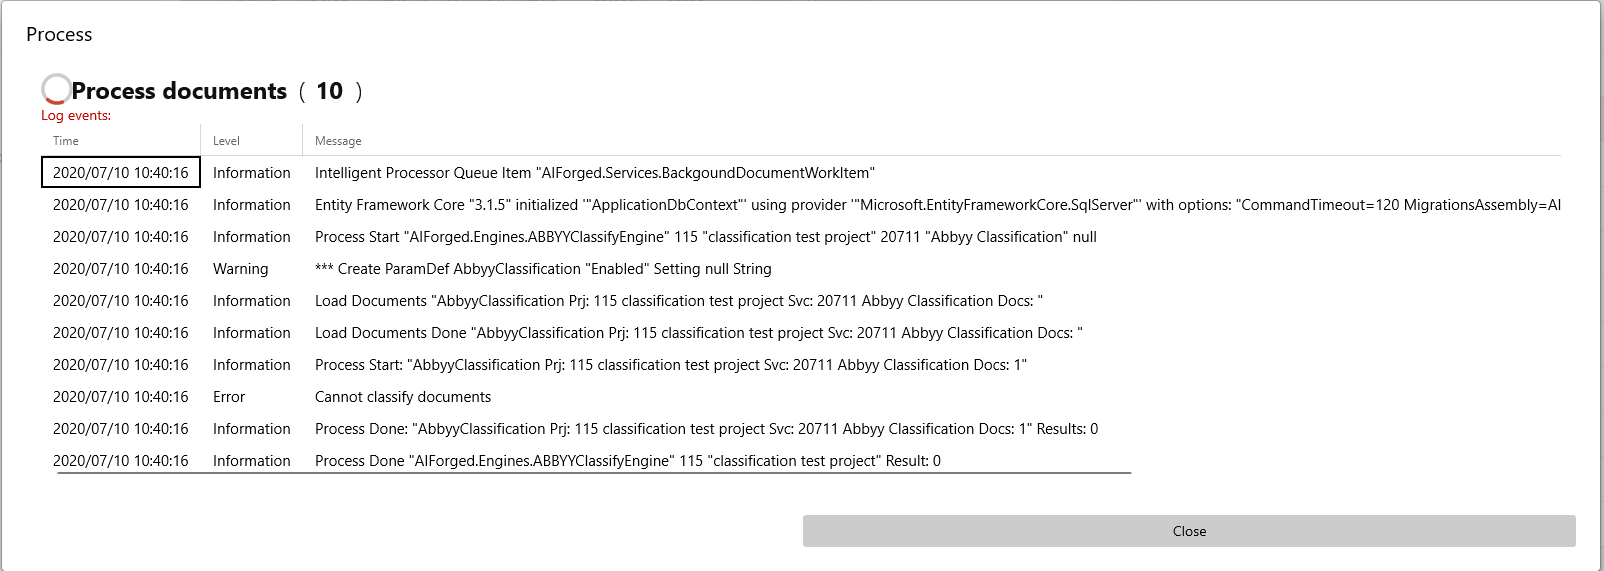 Process
Process documents ( 10 )
Log events:
Time Level Message
2020/07/10 10:40:16 Information Intelligent Processor Queue Item "AIForged.Services.BackgoundDocumentWorkItem"
2020/07/10 10:40:16 Information Entity Framework Core "3.1.5" initialized '"ApplicationDbContext"' using provider '"Microsoft.EntityFrameworkCore.SqlServer"' with options: "CommandTimeout=120 MigrationsAssembly=AI
2020/07/10 10:40:16 Information Process Start "AIForged.Engines.ABBYYClassifyEngine" 115 "classification test project" 20711 "Abbyy Classification" null
2020/07/10 10:40:16 Warning *** Create ParamDef AbbyyClassification "Enabled" Setting null String
2020/07/10 10:40:16 Information Load Documents "AbbyyClassification Prj: 115 classification test project Svc: 20711 Abbyy Classification Docs: "
2020/07/10 10:40:16 Information Load Documents Done "AbbyyClassification Prj: 115 classification test project Svc: 20711 Abbyy Classification Docs: "
2020/07/10 10:40:16 Information Process Start: "AbbyyClassification Prj: 115 classification test project Svc: 20711 Abbyy Classification Docs: 1"
2020/07/10 10:40:16 Error Cannot classify documents
2020/07/10 10:40:16 Information Process Done: "AbbyyClassification Prj: 115 classification test project Svc: 20711 Abbyy Classification Docs: 1" Results: 0
2020/07/10 10:40:16 Information Process Done "AIForged.Engines.ABBYYClassifyEngine" 115 "classification test project" Result: 0
Close